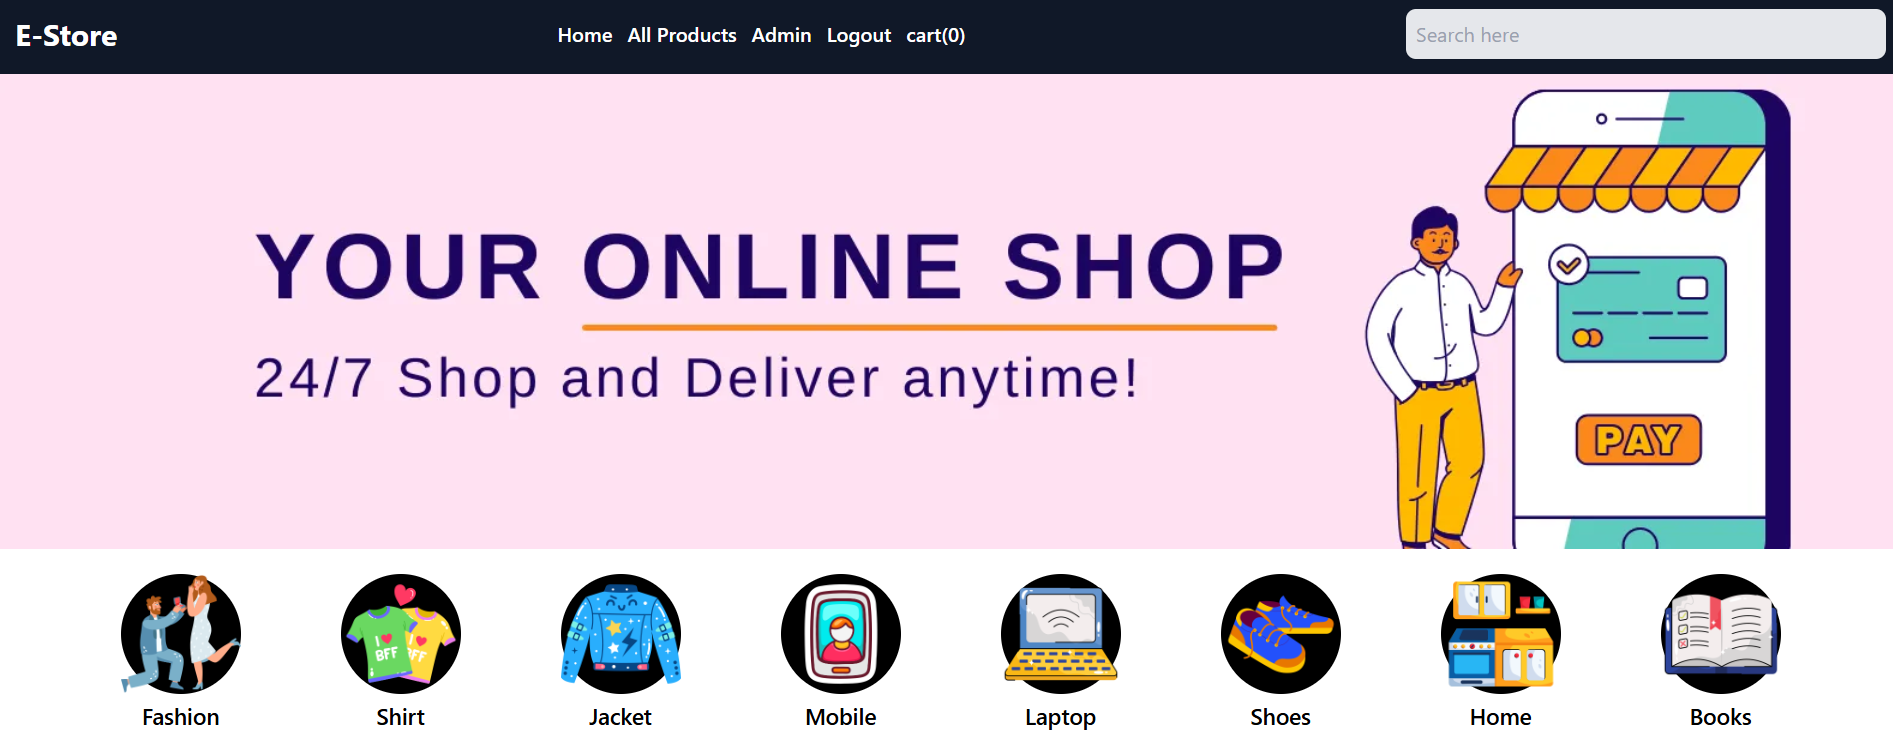 E-Store
Home All Products Admin Logout cart(0)
Search here
YOUR ONLINE SHOP
24/7 Shop and Deliver anytime!
PAY
I ❤ BFF
BFF
Fashion
Shirt
Jacket
Mobile
Laptop
Shoes
Home
Books